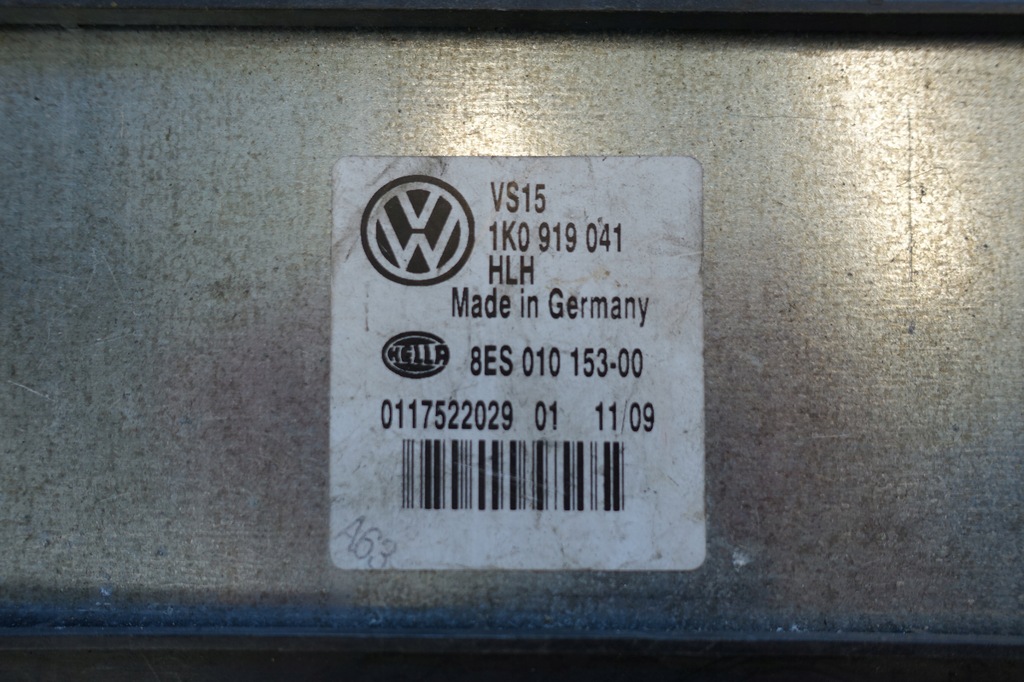 VS15
1K0 919 041
HLH
Made in Germany
HELLA 8ES 010 153-00
0117522029 01 11/09
A63